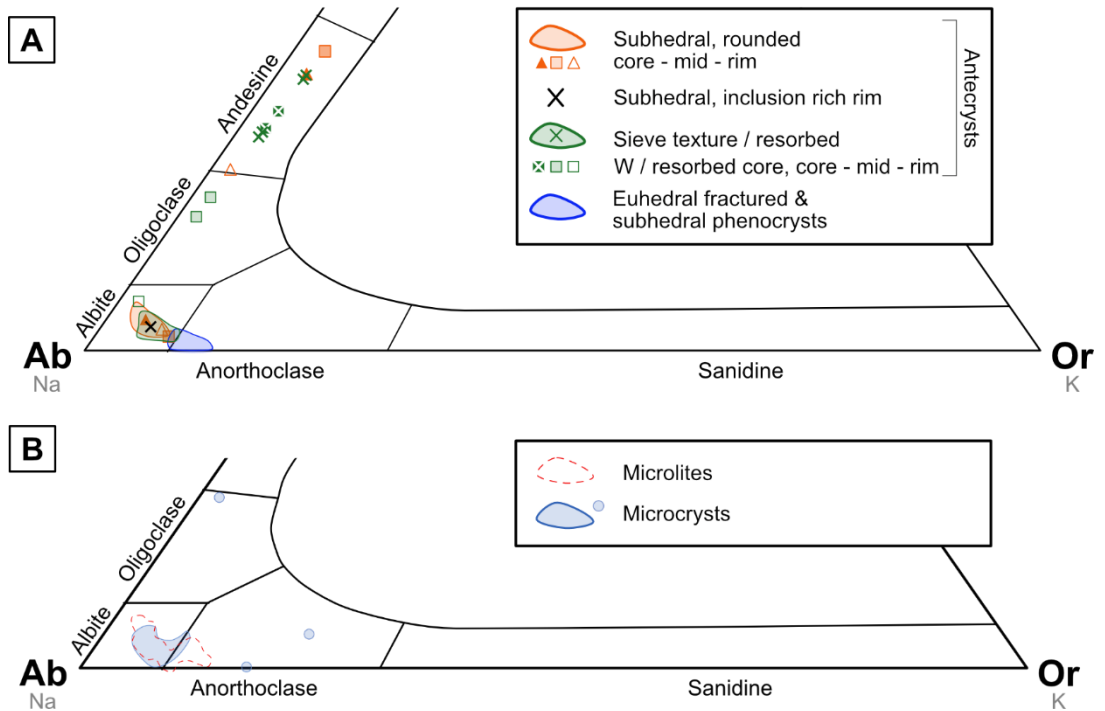 A
Andesine
Oligoclase
Albite
Subhedral, rounded
core - mid - rim
Subhedral, inclusion rich rim
Sieve texture / resorbed
W / resorbed core, core - mid - rim
Euhedral fractured &
subhedral phenocrysts
Antecrysts
Ab
Na
Anorthoclase
Sanidine
Or
K
B
Oligoclase
Albite
Microlites
Microcrysts
Ab
Na
Anorthoclase
Sanidine
Or
K